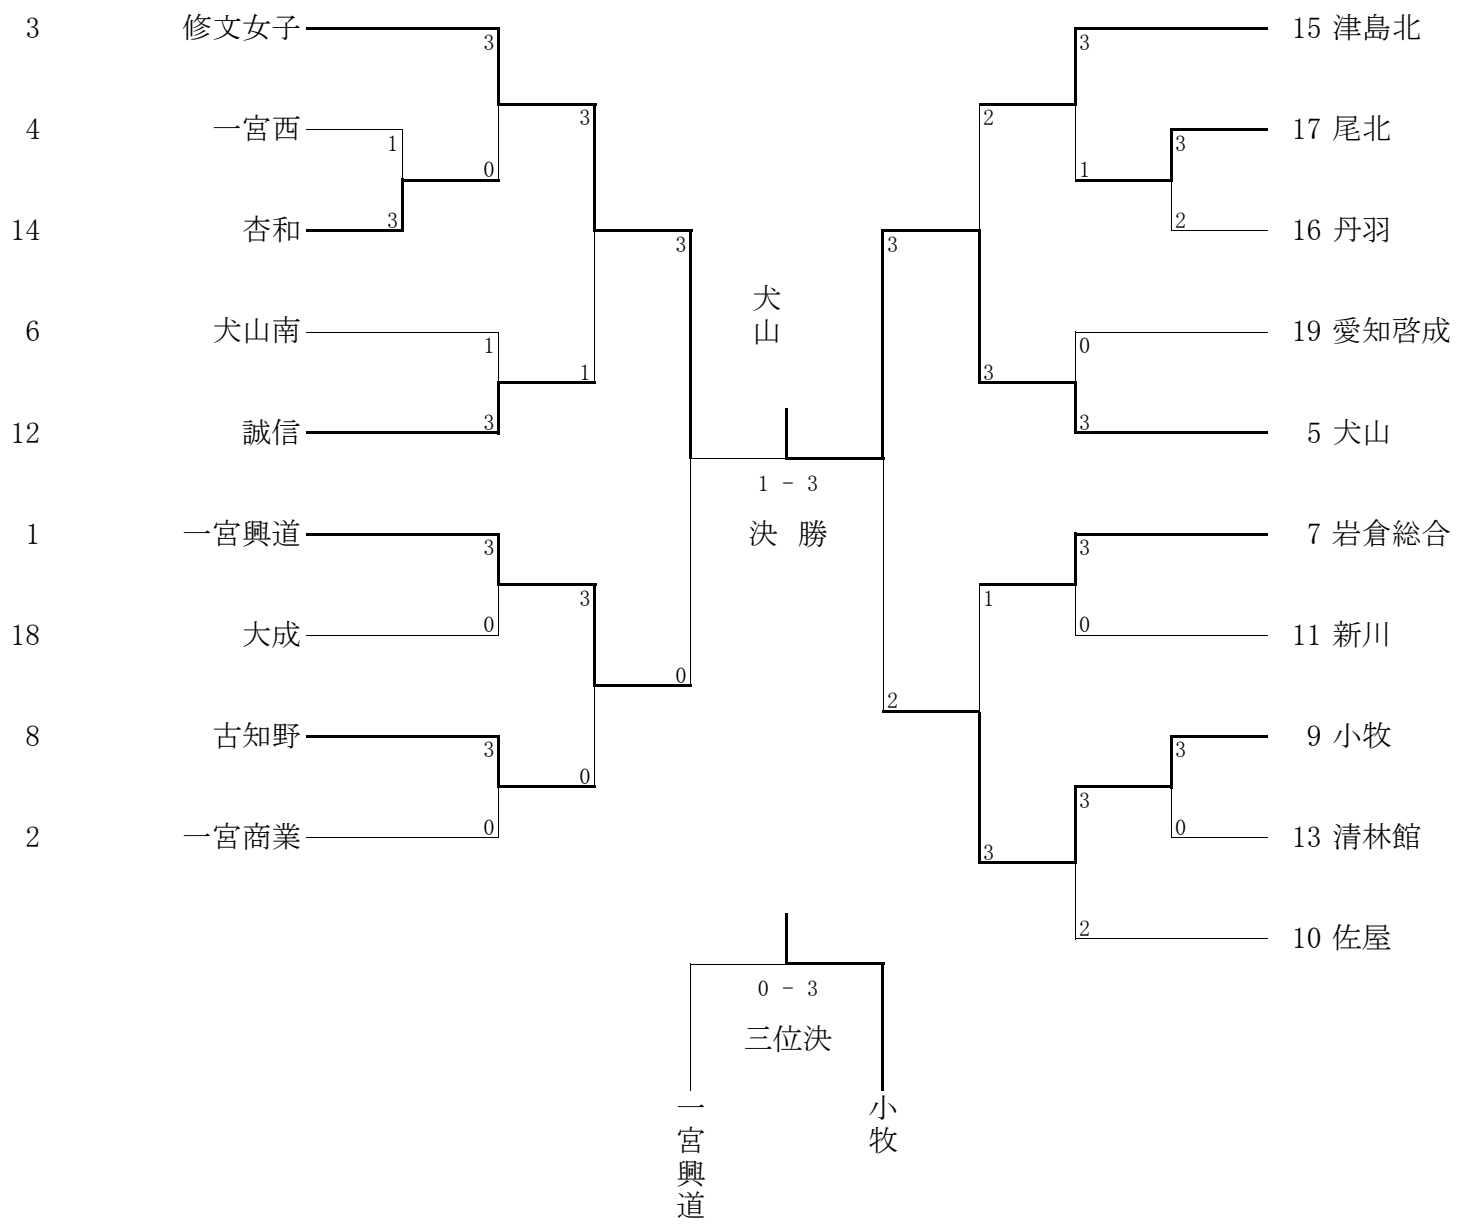 3 修文女子
4 一宮西
14 杏和
6 犬山南
12 誠信
1 一宮興道
18 大成
8 古知野
2 一宮商業
3
1
3
0
3
1
3
1
3
3
0
3
0
3
0
0
犬山
1 - 3
決 勝
15 津島北
17 尾北
16 丹羽
19 愛知啓成
5 犬山
7 岩倉総合
11 新川
9 小牧
13 清林館
10 佐屋
3
2
3
1
2
3
0
3
3
3
1
0
2
3
3
0
3
2
0 - 3
三位決
一宮興道
小牧